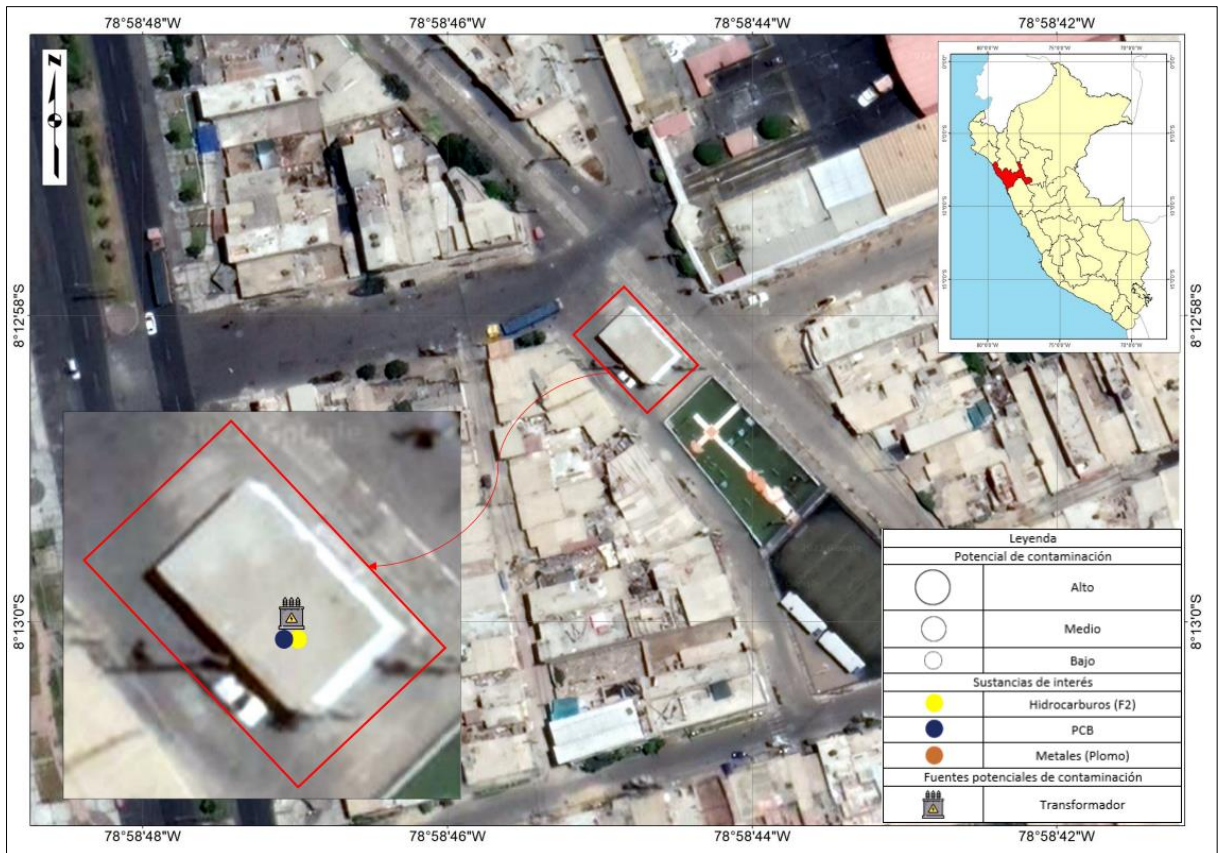 78°58'48"W 78°58'46"W 78°58'44"W 78°58'42"W
N
8°12'58"S
8°12'58"S
8°13'0"S
8°13'0"S
Leyenda
Potencial de contaminación
Alto
Medio
Bajo
Sustancias de interés
Hidrocarburos (F2)
PCB
Metales (Plomo)
Fuentes potenciales de contaminación
Transformador
78°58'48"W 78°58'46"W 78°58'44"W 78°58'42"W